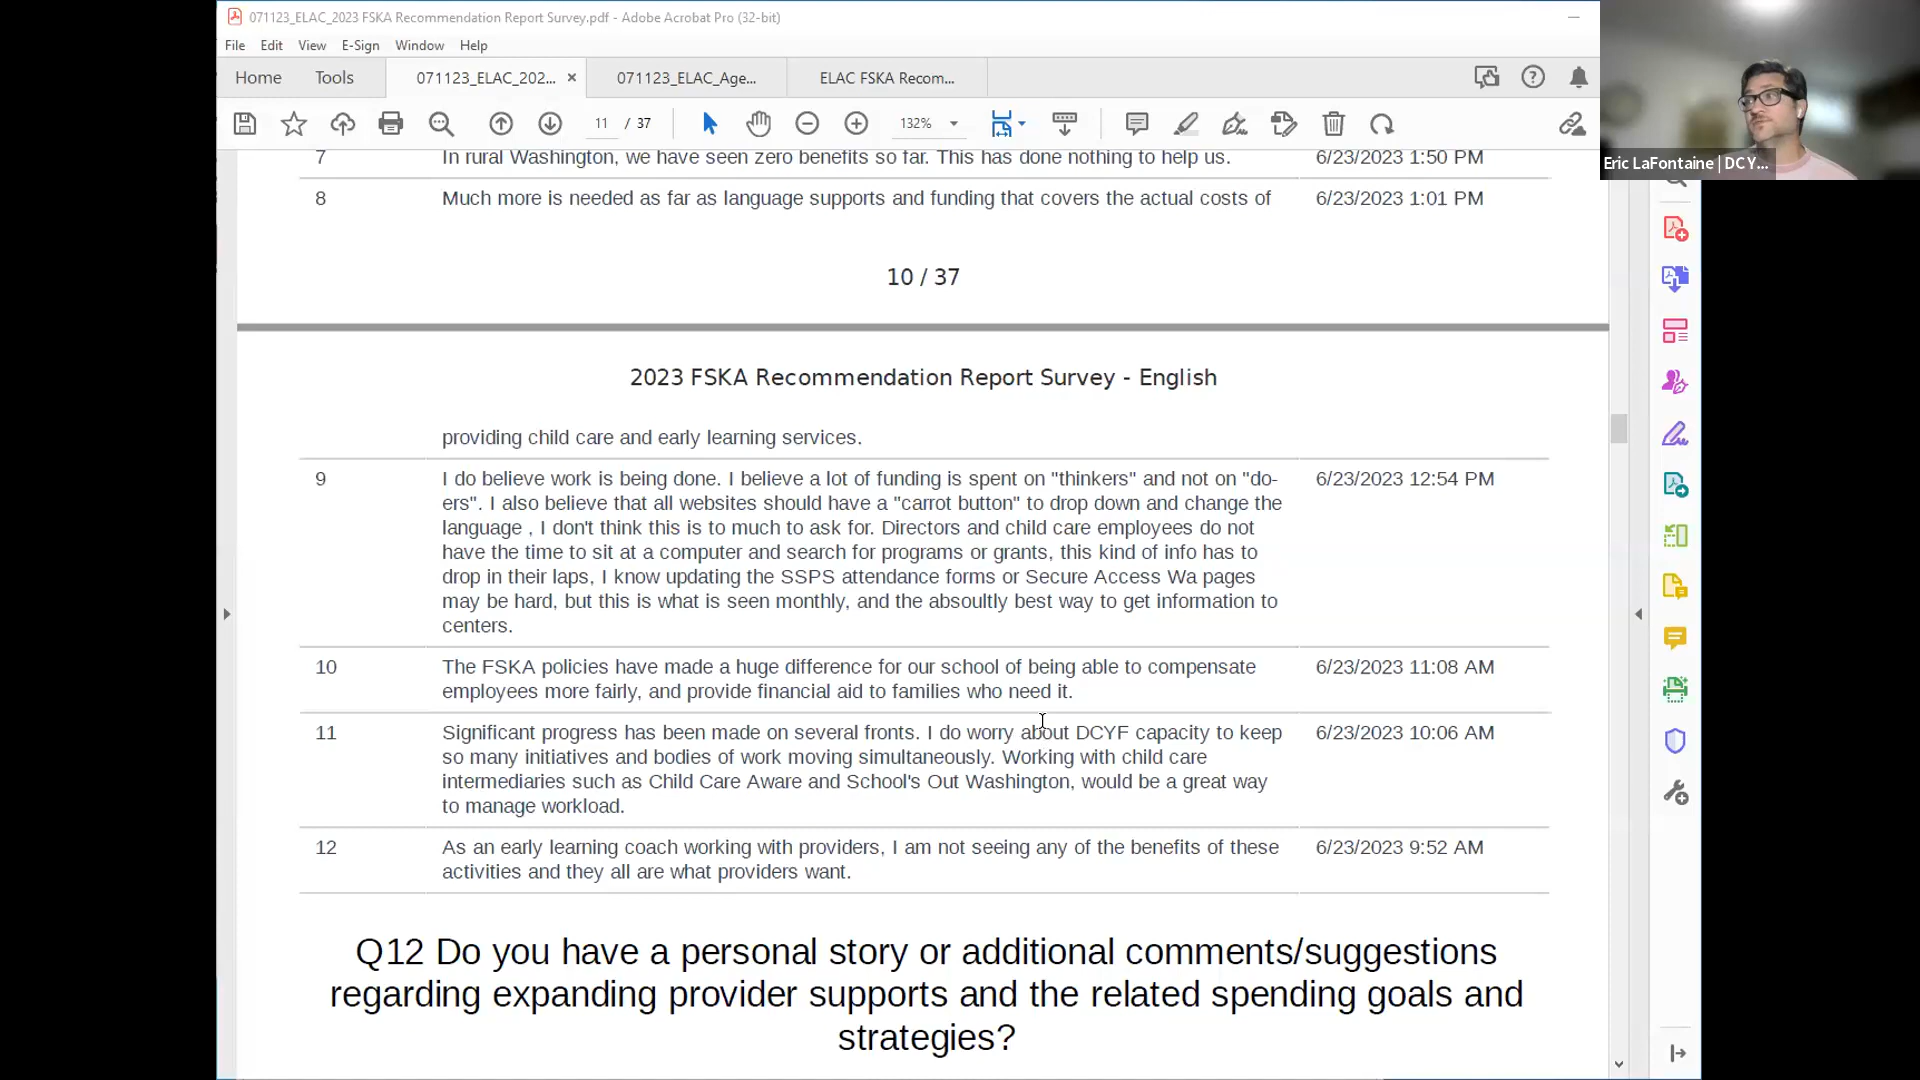 071123_ELAC_2023 FSKA Recommendation Report Survey.pdf - Adobe Acrobat Pro (32-bit)
File Edit View E-Sign Window Help
Home Tools 071123_ELAC_202... × 071123_ELAC_Age... ELAC FSKA Recom...
11 / 37 132%
Eric LaFontaine | DCY...
7 In rural Washington, we have seen zero benefits so far. This has done nothing to help us. 6/23/2023 1:50 PM
8 Much more is needed as far as language supports and funding that covers the actual costs of 6/23/2023 1:01 PM
10 / 37
2023 FSKA Recommendation Report Survey - English
providing child care and early learning services.
9 I do believe work is being done. I believe a lot of funding is spent on "thinkers" and not on "do- 6/23/2023 12:54 PM
ers". I also believe that all websites should have a "carrot button" to drop down and change the
language , I don't think this is to much to ask for. Directors and child care employees do not
have the time to sit at a computer and search for programs or grants, this kind of info has to
drop in their laps, I know updating the SSPS attendance forms or Secure Access Wa pages
may be hard, but this is what is seen monthly, and the absoultly best way to get information to
centers.
10 The FSKA policies have made a huge difference for our school of being able to compensate 6/23/2023 11:08 AM
employees more fairly, and provide financial aid to families who need it.
11 Significant progress has been made on several fronts. I do worry about DCYF capacity to keep 6/23/2023 10:06 AM
so many initiatives and bodies of work moving simultaneously. Working with child care
intermediaries such as Child Care Aware and School's Out Washington, would be a great way
to manage workload.
12 As an early learning coach working with providers, I am not seeing any of the benefits of these 6/23/2023 9:52 AM
activities and they all are what providers want.
Q12 Do you have a personal story or additional comments/suggestions
regarding expanding provider supports and the related spending goals and
strategies?